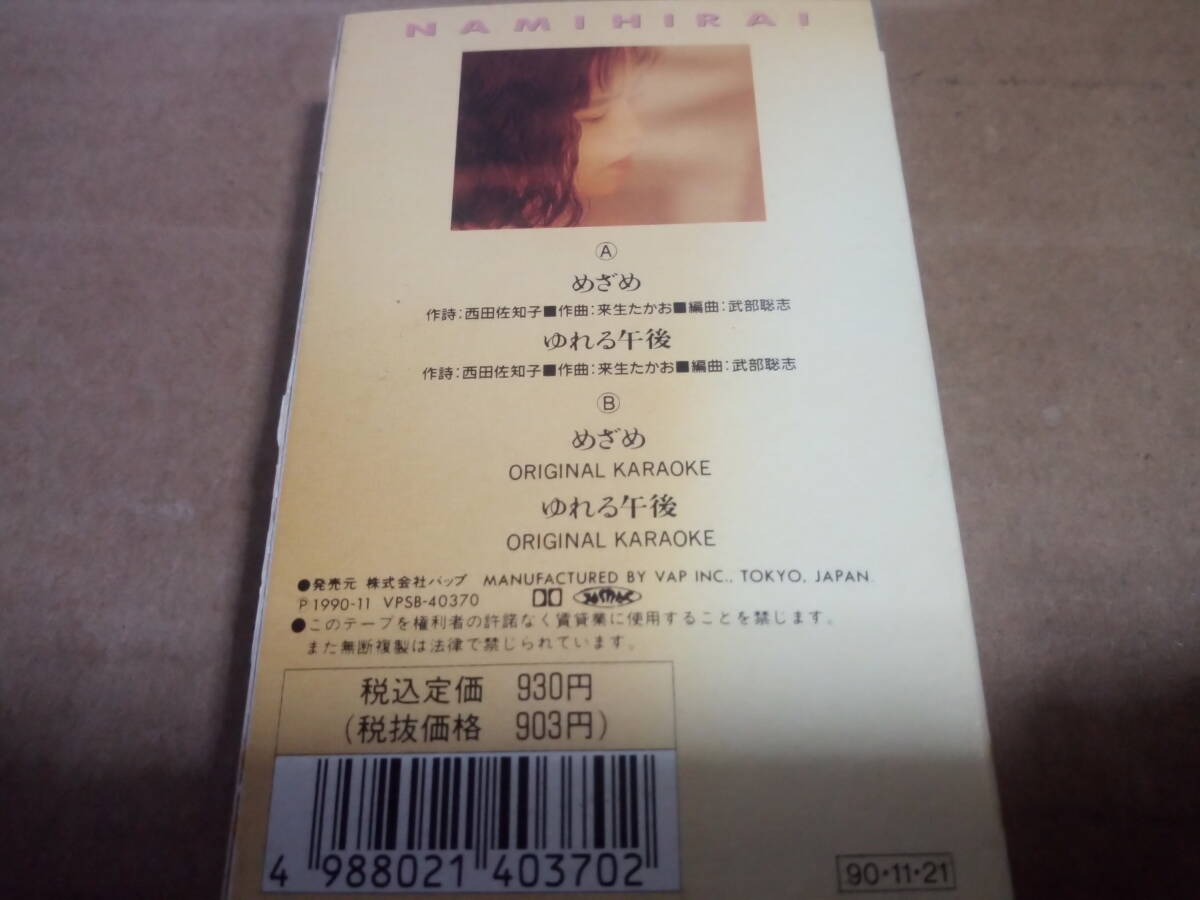 NAMI HIRAI
Ⓐ
めざめ
作詩：西田佐知子■作曲：来生たかお■編曲：武部聡志
ゆれる午後
作詩：西田佐知子■作曲：来生たかお■編曲：武部聡志
Ⓑ
めざめ
ORIGINAL KARAOKE
ゆれる午後
ORIGINAL KARAOKE
●発売元 株式会社バップ MANUFACTURED BY VAP INC., TOKYO, JAPAN.
P 1990-11 VPSB-40370
●このテープを権利者の許諾なく賃貸業に使用することを禁じます。
また無断複製は法律で禁じられています。
税込定価 930円
(税抜価格 903円)
4 988021 403702
90・11・21